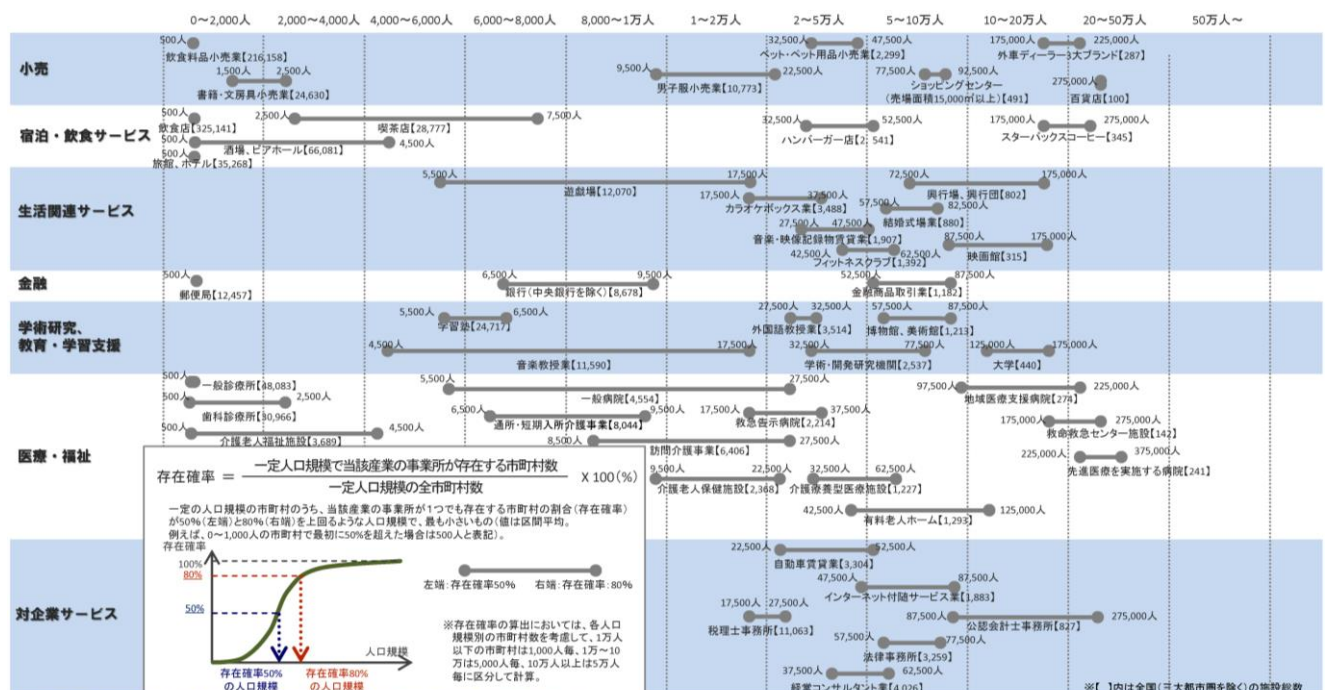 0～2,000人 2,000～4,000人 4,000～6,000人 6,000～8,000人 8,000～1万人 1～2万人 2～5万人 5～10万人 10～20万人 20～50万人 50万人～
小売
500人
飲食料品小売業【216,158】
1,500人 2,500人
書籍・文房具小売業【24,630】
9,500人 22,500人
男子服小売業【10,773】
32,500人 47,500人
ペット・ペット用品小売業【2,299】
77,500人 92,500人
ショッピングセンター
(売場面積15,000㎡以上)【491】
175,000人 225,000人
外車ディーラー3大ブランド【287】
275,000人
百貨店【100】
宿泊・飲食サービス
500人
飲食店【325,141】
2,500人 7,500人
喫茶店【28,777】
500人 4,500人
酒場、ビアホール【66,081】
500人
旅館、ホテル【35,268】
32,500人 52,500人
ハンバーガー店【2,541】
175,000人 275,000人
スターバックスコーヒー【345】
生活関連サービス
5,500人 17,500人
遊戯場【12,070】
17,500人 37,500人
カラオケボックス業【3,488】
27,500人 47,500人
音楽・映像記録物賃貸業【1,907】
42,500人 62,500人
フィットネスクラブ【1,392】
72,500人 175,000人
興行場、興行団【802】
57,500人 82,500人
結婚式場業【880】
87,500人 175,000人
映画館【315】
金融
500人
郵便局【12,457】
6,500人 9,500人
銀行(中央銀行を除く)【8,678】
52,500人 87,500人
金融商品取引業【1,182】
学術研究、
教育・学習支援
5,500人 6,500人
学習塾【24,717】
4,500人 17,500人
音楽教授業【11,590】
27,500人 32,500人
外国語教授業【3,514】
57,500人 87,500人
博物館、美術館【1,213】
32,500人 77,500人
学術・開発研究機関【2,537】
125,000人 175,000人
大学【440】
医療・福祉
500人
一般診療所【48,083】
500人 2,500人
歯科診療所【30,966】
500人 4,500人
介護老人福祉施設【3,689】
5,500人 27,500人
一般病院【4,554】
6,500人 9,500人
通所・短期入所介護事業【8,044】
17,500人 37,500人
救急告示病院【2,214】
8,500人 27,500人
訪問介護事業【6,406】
9,500人 22,500人
介護老人保健施設【2,368】
32,500人 62,500人
介護療養型医療施設【1,227】
42,500人 125,000人
有料老人ホーム【1,293】
97,500人 225,000人
地域医療支援病院【274】
175,000人 275,000人
救命救急センター施設【142】
225,000人 375,000人
先進医療を実施する病院【241】
対企業サービス
22,500人 52,500人
自動車賃貸業【3,304】
47,500人 87,500人
インターネット付随サービス業【1,883】
17,500人 27,500人
税理士事務所【11,063】
87,500人 275,000人
公認会計士事務所【827】
57,500人 77,500人
法律事務所【3,259】
37,500人 62,500人
経営コンサルタント業【4,026】
存在確率 ＝ 一定人口規模で当該産業の事業所が存在する市町村数 X 100(%)
一定人口規模の全市町村数
一定の人口規模の市町村のうち、当該産業の事業所が1つでも存在する市町村の割合(存在確率)
が50%(左端)と80%(右端)を上回るような人口規模で、最も小さいもの(値は区間平均。
例えば、0～1,000人の市町村で最初に50%を超えた場合は500人と表記)。
存在確率
100%
80%
50%
人口規模
存在確率50%
の人口規模
存在確率80%
の人口規模
左端：存在確率50% 右端：存在確率：80%
※存在確率の算出においては、各人口
規模別の市町村数を考慮して、1万人
以下の市町村は1,000人毎、1万～10
万は5,000人毎、10万人以上は5万人
毎に区分して計算。
※【 】内は全国(三大都市圏を除く)の施設総数